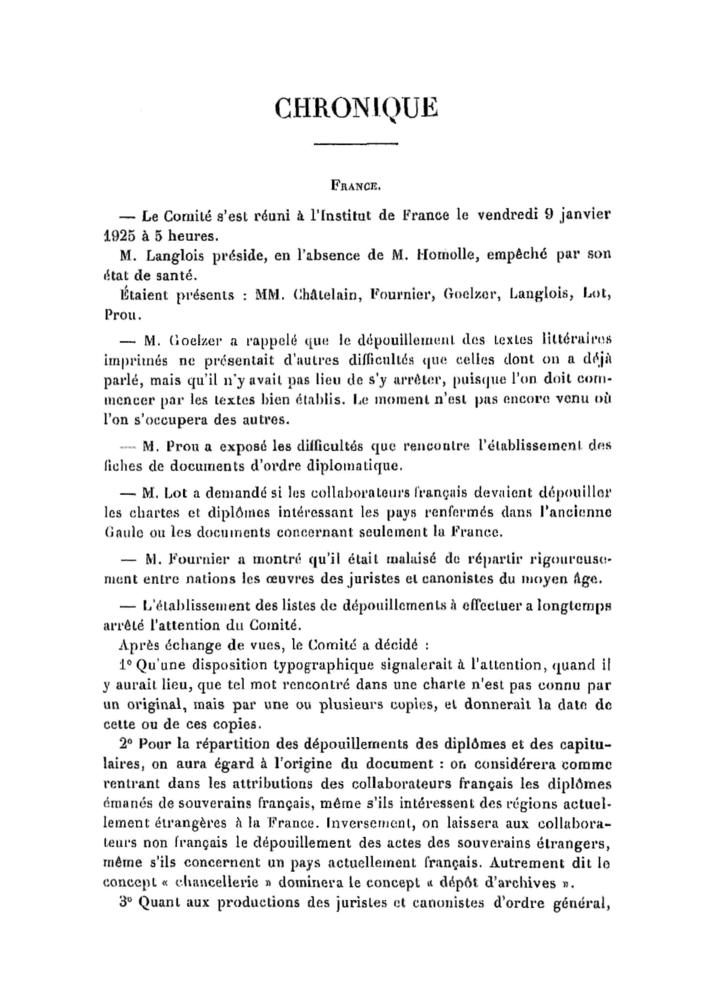 CHRONIQUE
FRANCE.
— Le Comité s'est réuni à l'Institut de France le vendredi 9 janvier
1925 à 5 heures.
M. Langlois préside, en l'absence de M. Homolle, empêché par son
état de santé.
Étaient présents : MM. Châtelain, Fournier, Goelzer, Langlois, Lot,
Prou.
— M. Goelzer a rappelé que le dépouillement des textes littéraires
imprimés ne présentait d'autres difficultés que celles dont on a déjà
parlé, mais qu'il n'y avait pas lieu de s'y arrêter, puisque l'on doit com-
mencer par les textes bien établis. Le moment n'est pas encore venu où
l'on s'occupera des autres.
— M. Prou a exposé les difficultés que rencontre l'établissement des
fiches de documents d'ordre diplomatique.
— M. Lot a demandé si les collaborateurs français devaient dépouiller
les chartes et diplômes intéressant les pays renfermés dans l'ancienne
Gaule ou les documents concernant seulement la France.
— M. Fournier a montré qu'il était malaisé de répartir rigoureuse-
ment entre nations les œuvres des juristes et canonistes du moyen âge.
— L'établissement des listes de dépouillements à effectuer a longtemps
arrêté l'attention du Comité.
Après échange de vues, le Comité a décidé :
1° Qu'une disposition typographique signalerait à l'attention, quand il
y aurait lieu, que tel mot rencontré dans une charte n'est pas connu par
un original, mais par une ou plusieurs copies, et donnerait la date de
cette ou de ces copies.
2° Pour la répartition des dépouillements des diplômes et des capitu-
laires, on aura égard à l'origine du document : on considérera comme
rentrant dans les attributions des collaborateurs français les diplômes
émanés de souverains français, même s'ils intéressent des régions actuel-
lement étrangères à la France. Inversement, on laissera aux collabora-
teurs non français le dépouillement des actes des souverains étrangers,
même s'ils concernent un pays actuellement français. Autrement dit le
concept « chancellerie » dominera le concept « dépôt d'archives ».
3° Quant aux productions des juristes et canonistes d'ordre général,